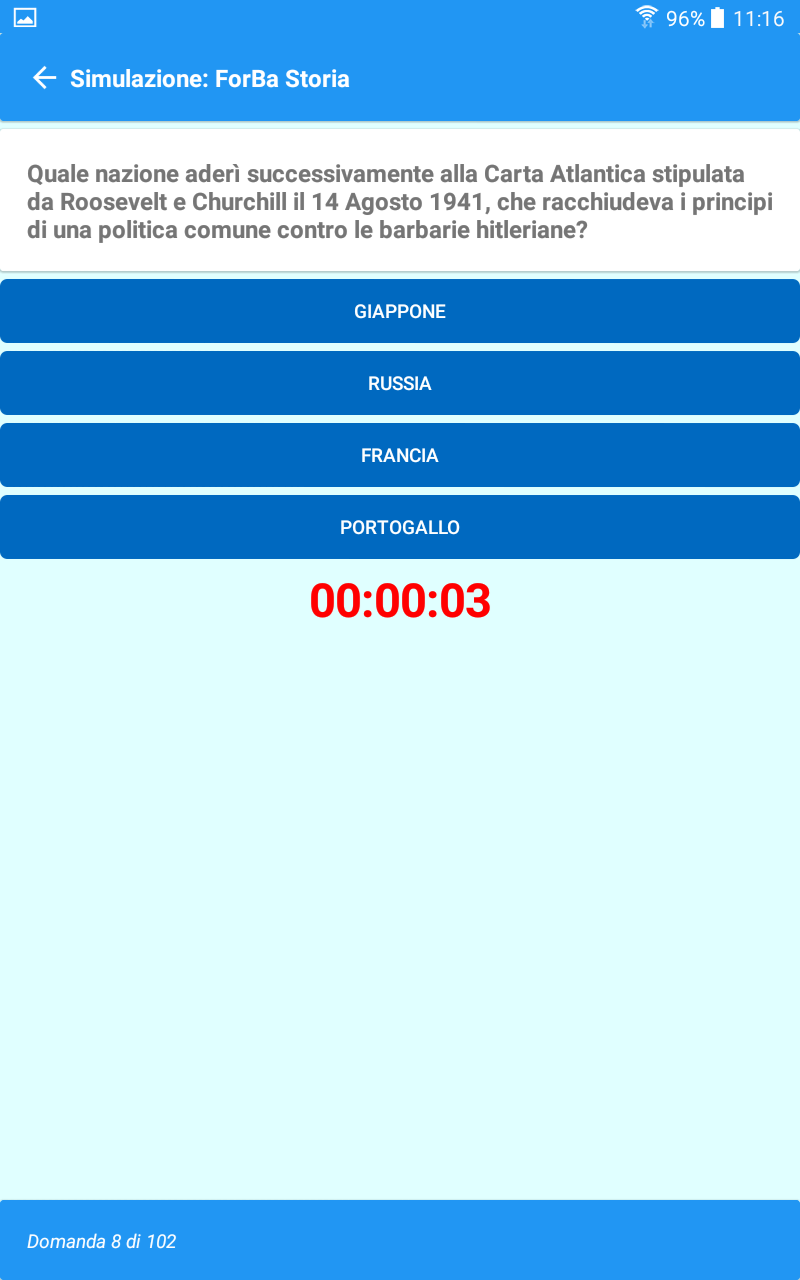 96% 11:16
Simulazione: ForBa Storia
Quale nazione aderì successivamente alla Carta Atlantica stipulata
da Roosevelt e Churchill il 14 Agosto 1941, che racchiudeva i principi
di una politica comune contro le barbarie hitleriane?
GIAPPONE
RUSSIA
FRANCIA
PORTOGALLO
00:00:03
Domanda 8 di 102